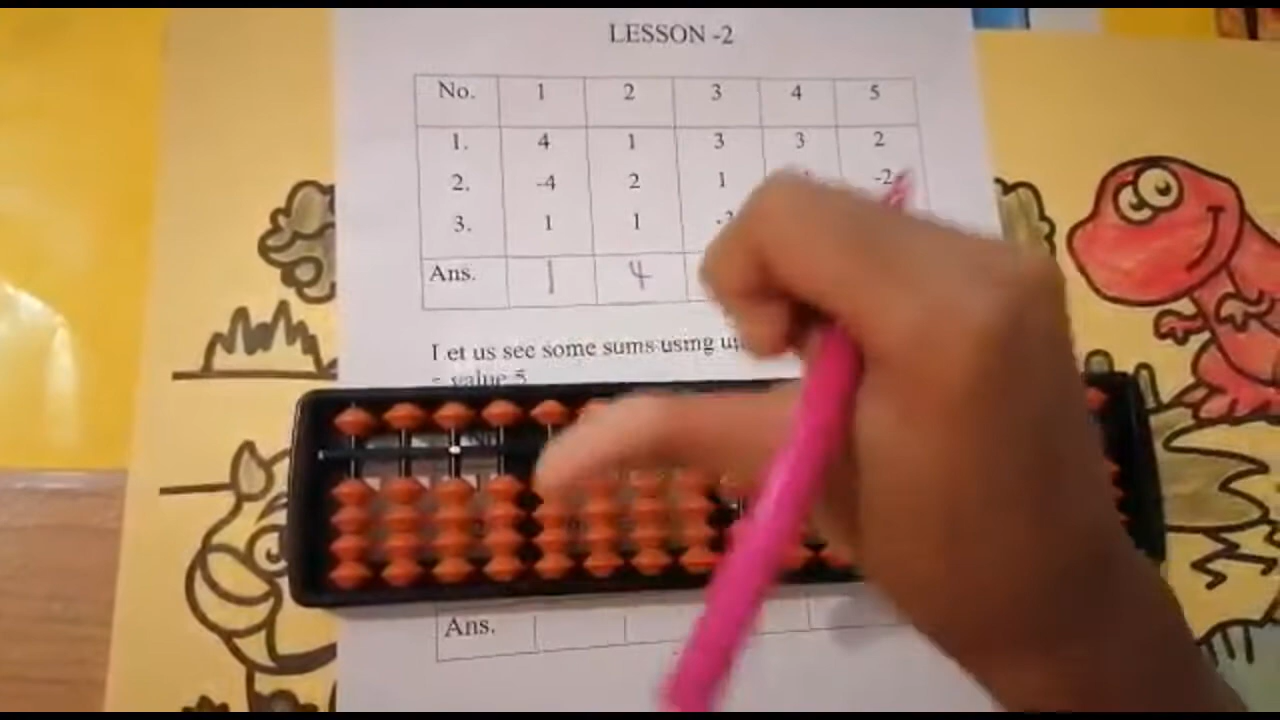 LESSON -2
No. 1 2 3 4 5
1. 4 1 3 3 2
2. -4 2 1 -2
3. 1 1
Ans. 1 4
Let us see some sums using
= value 5
Ans.